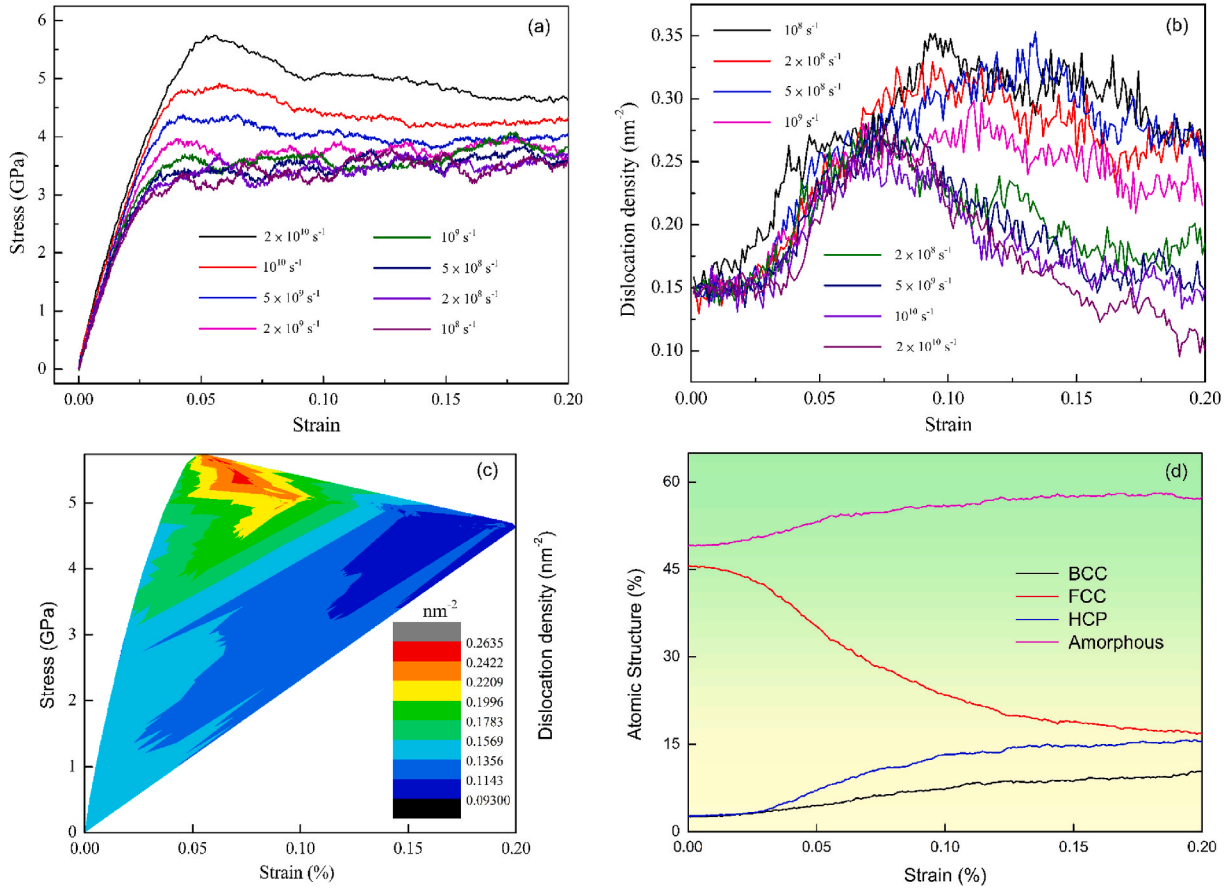 (a)
Stress (GPa)
6
5
4
3
2
1
0
2 × 10¹⁰ s⁻¹
10¹⁰ s⁻¹
5 × 10⁹ s⁻¹
2 × 10⁹ s⁻¹
10⁹ s⁻¹
5 × 10⁸ s⁻¹
2 × 10⁸ s⁻¹
10⁸ s⁻¹
0.00 0.05 0.10 0.15 0.20
Strain
(b)
Dislocation density (nm⁻²)
0.35
0.30
0.25
0.20
0.15
0.10
10⁸ s⁻¹
2 × 10⁸ s⁻¹
5 × 10⁸ s⁻¹
10⁹ s⁻¹
2 × 10⁸ s⁻¹
5 × 10⁹ s⁻¹
10¹⁰ s⁻¹
2 × 10¹⁰ s⁻¹
0.00 0.05 0.10 0.15 0.20
Strain
(c)
Stress (GPa)
5
4
3
2
1
0
nm⁻²
0.2635
0.2422
0.2209
0.1996
0.1783
0.1569
0.1356
0.1143
0.09300
Dislocation density (nm⁻²)
0.00 0.05 0.10 0.15 0.20
Strain (%)
(d)
Atomic Structure (%)
60
45
30
15
0
BCC
FCC
HCP
Amorphous
0.00 0.05 0.10 0.15 0.20
Strain (%)